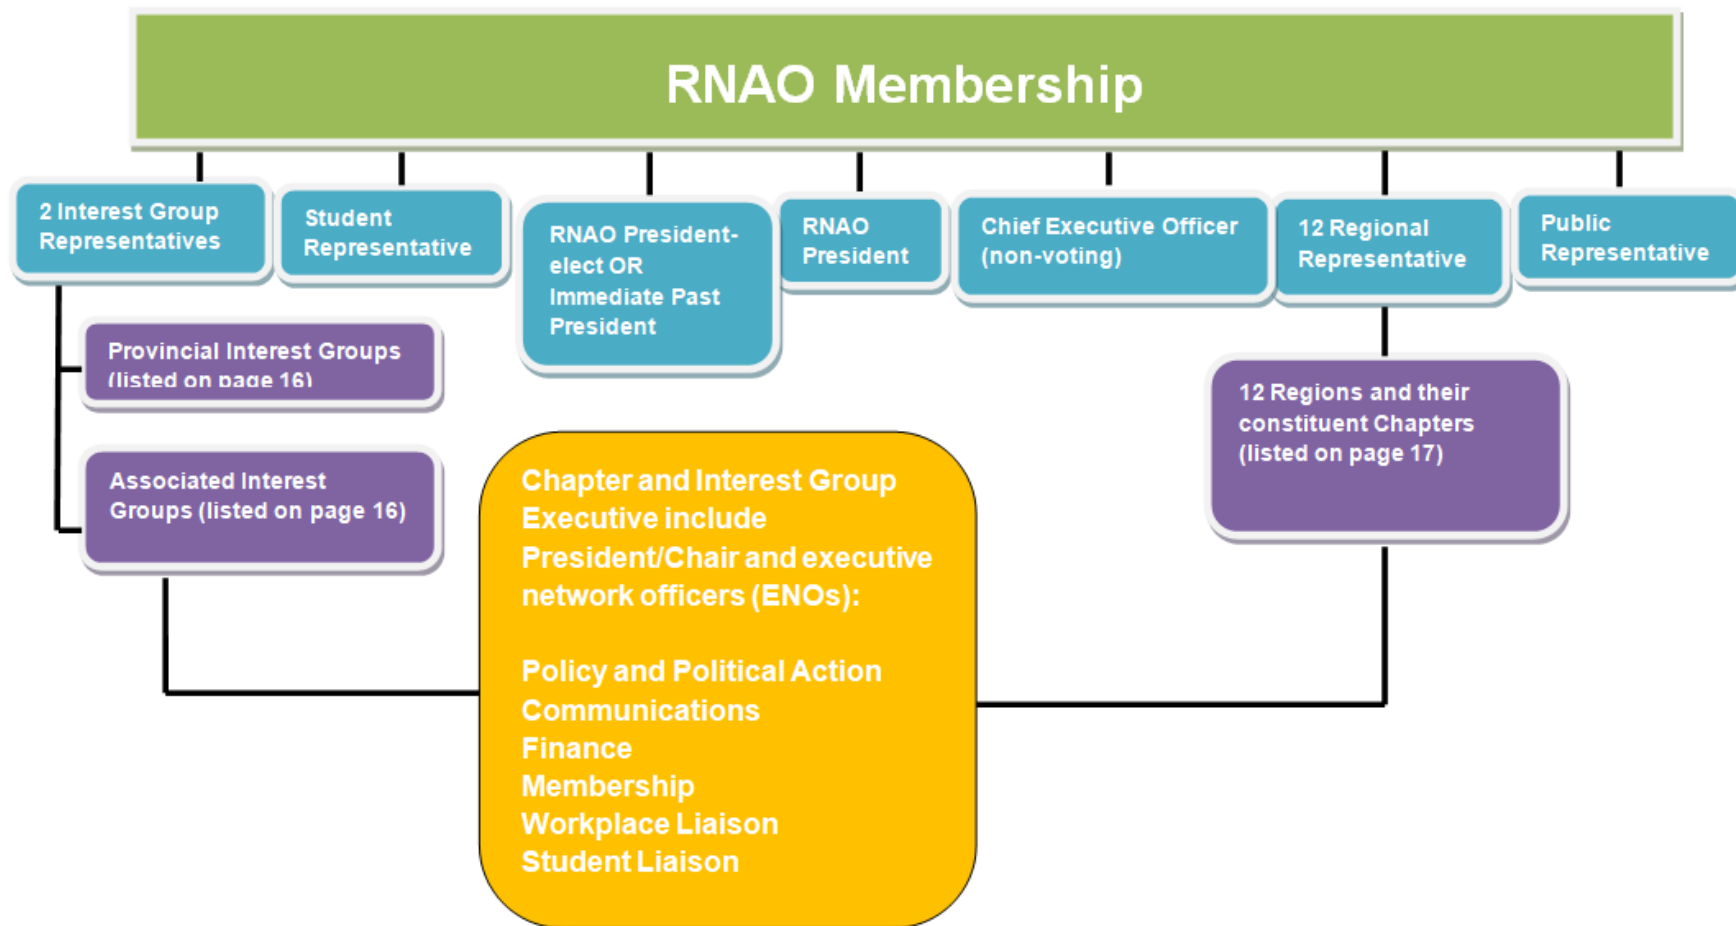 RNAO Membership
2 Interest Group
Representatives
Student
Representative
RNAO President-
elect OR
Immediate Past
President
RNAO
President
Chief Executive Officer
(non-voting)
12 Regional
Representative
Public
Representative
Provincial Interest Groups
(listed on page 16)
Associated Interest
Groups (listed on page 16)
12 Regions and their
constituent Chapters
(listed on page 17)
Chapter and Interest Group
Executive include
President/Chair and executive
network officers (ENOs):
Policy and Political Action
Communications
Finance
Membership
Workplace Liaison
Student Liaison